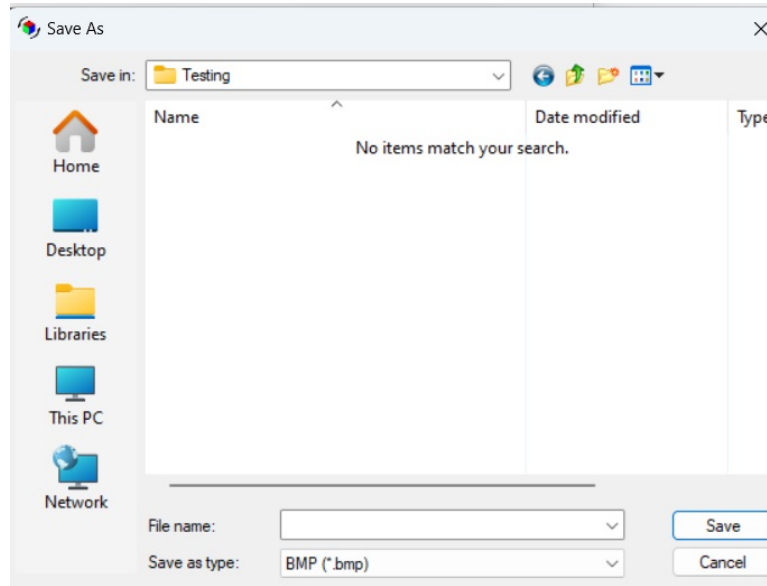 Save As
Save in: Testing
Name Date modified Type
No items match your search.
Home
Desktop
Libraries
This PC
Network
File name: Save
Save as type: BMP (*.bmp) Cancel